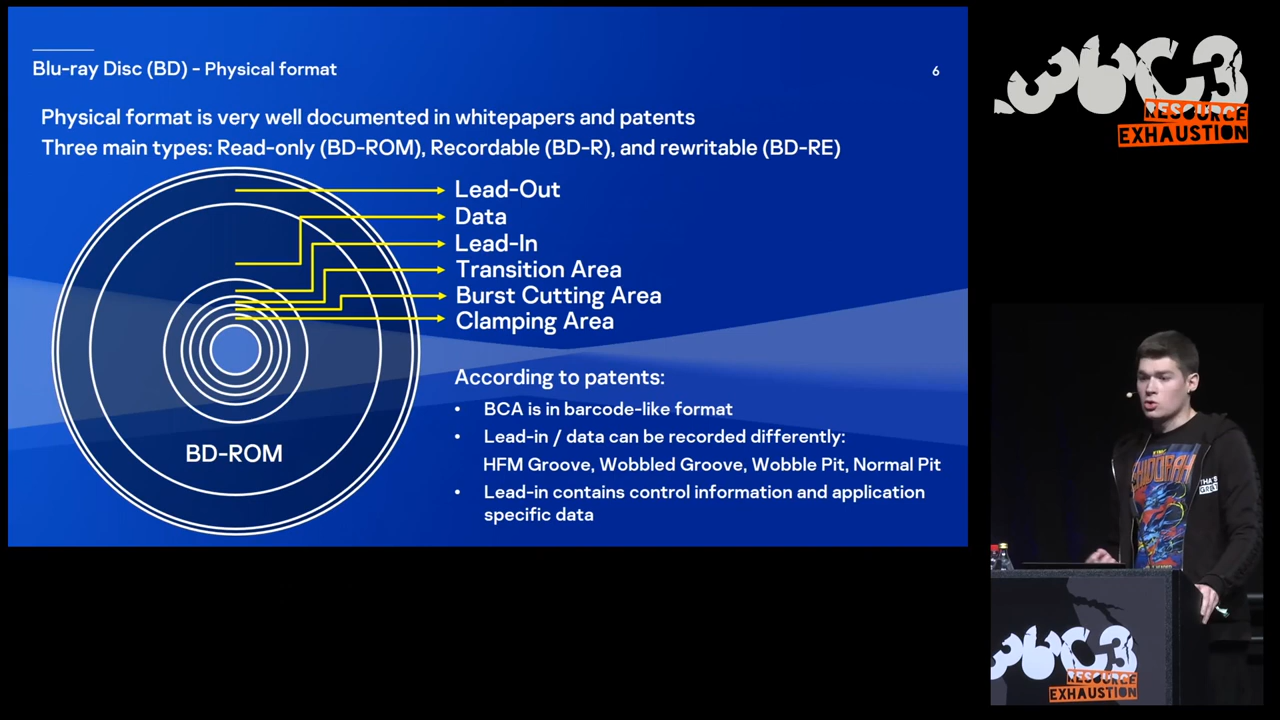 Blu-ray Disc (BD) - Physical format
6
Physical format is very well documented in whitepapers and patents
Three main types: Read-only (BD-ROM), Recordable (BD-R), and rewritable (BD-RE)
Lead-Out
Data
Lead-In
Transition Area
Burst Cutting Area
Clamping Area
BD-ROM
According to patents:
• BCA is in barcode-like format
• Lead-in / data can be recorded differently:
HFM Groove, Wobbled Groove, Wobble Pit, Normal Pit
• Lead-in contains control information and application
specific data
36C3
RESOURCE
EXHAUSTION
GHIDORAH
36C3
RESOURCE
EXHAUSTION